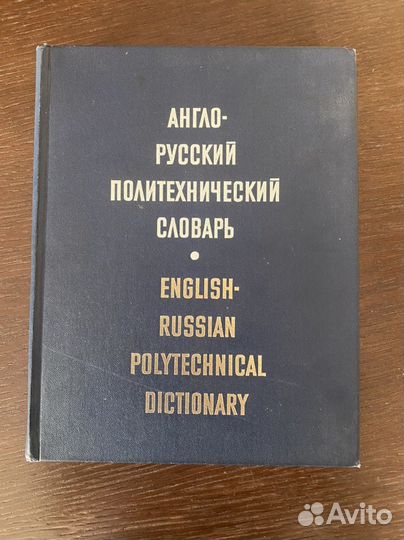 АНГЛО-
РУССКИЙ
ПОЛИТЕХНИЧЕСКИЙ
СЛОВАРЬ
•
ENGLISH-
RUSSIAN
POLYTECHNICAL
DICTIONARY
Avito